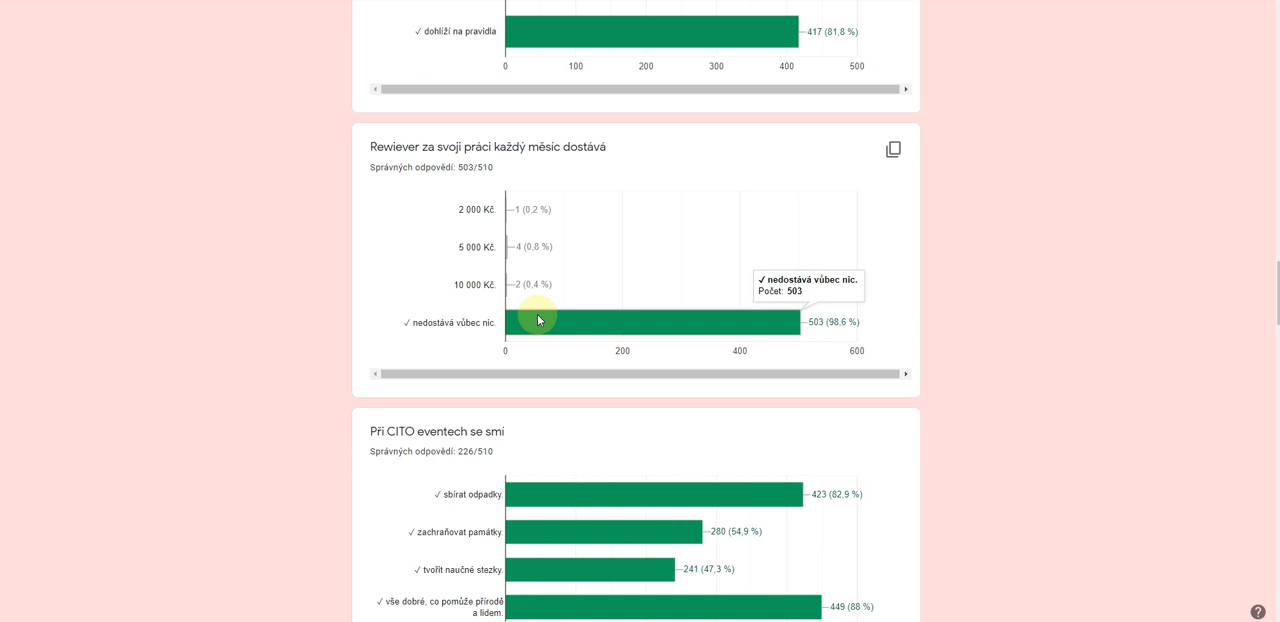 ✓ dohlíží na pravidla
417 (81,8 %)
0 100 200 300 400 500
Rewiever za svoji práci každý měsíc dostává
Správných odpovědí: 503/510
2 000 Kč.
1 (0,2 %)
5 000 Kč.
4 (0,8 %)
10 000 Kč.
2 (0,4 %)
✓ nedostává vůbec nic.
Počet: 503
✓ nedostává vůbec nic.
503 (98,6 %)
0 200 400 600
Při CITO eventech se smí
Správných odpovědí: 226/510
✓ sbírat odpadky.
423 (82,9 %)
✓ zachraňovat památky.
280 (54,9 %)
✓ tvořit naučné stezky.
241 (47,3 %)
✓ vše dobré, co pomůže přírodě
a lidem.
449 (88 %)
?